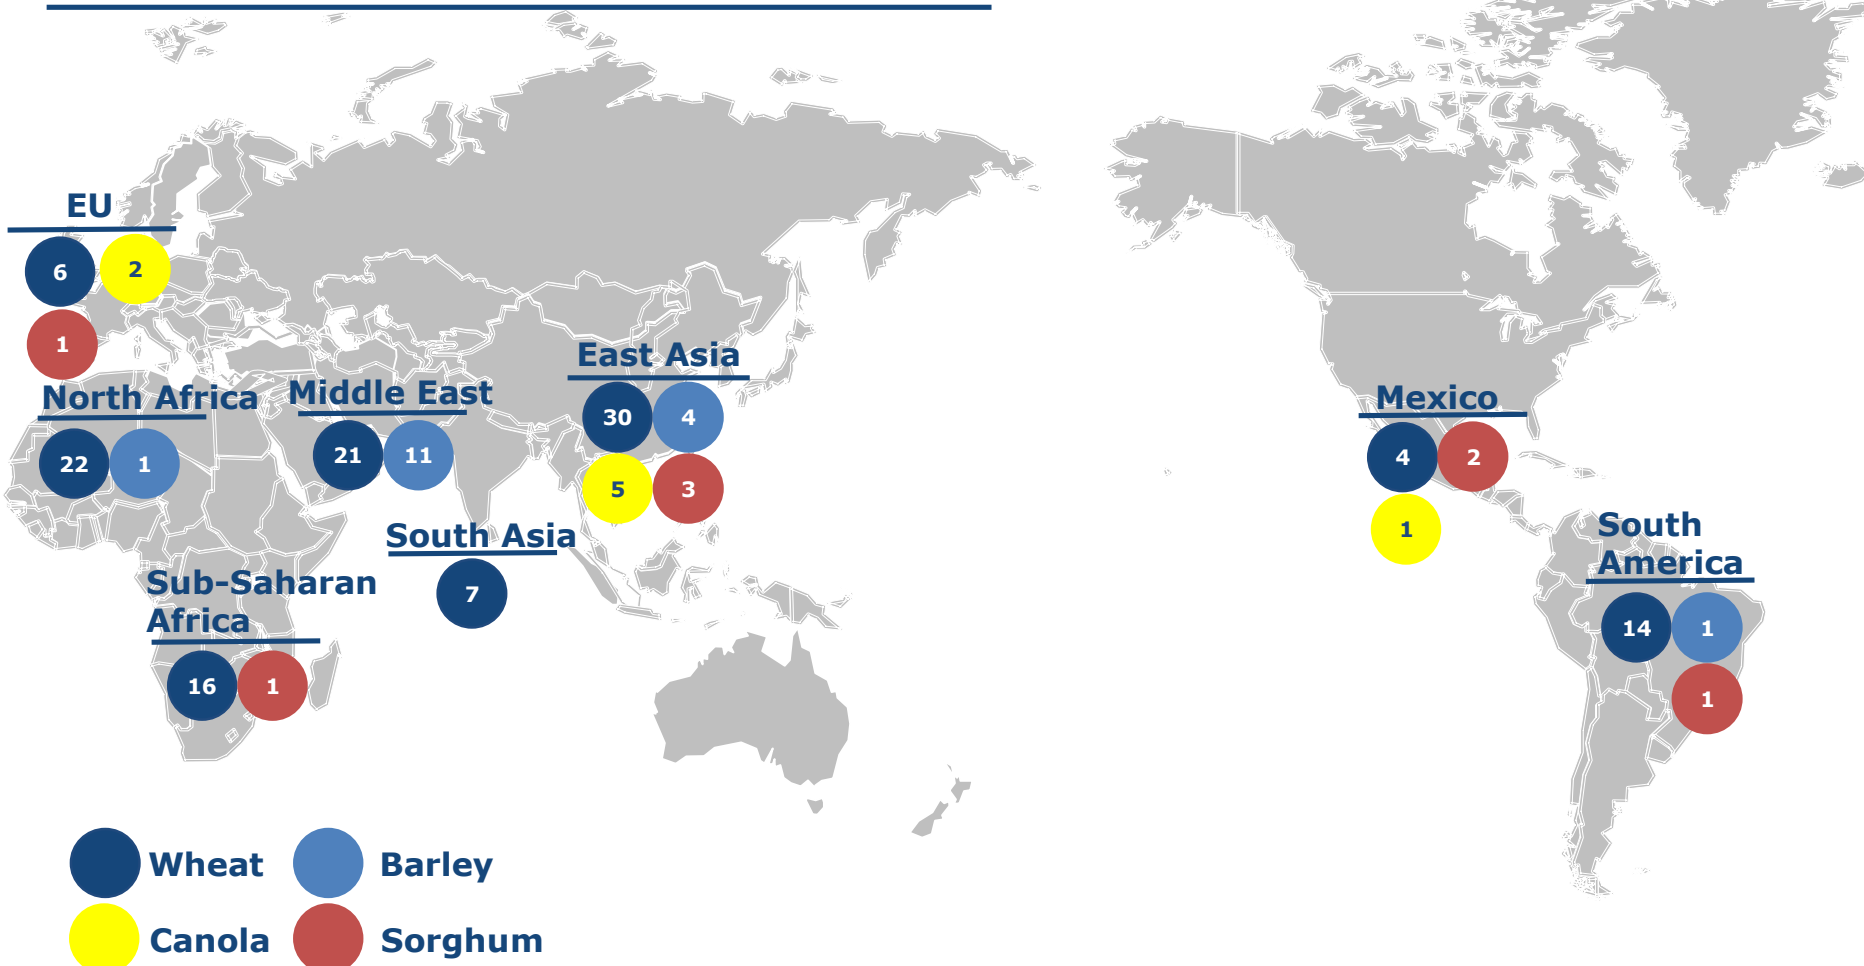 EU
6 2
1
North Africa
22 1
Middle East
21 11
East Asia
30 4
5 3
South Asia
7
Sub-Saharan
Africa
16 1
Mexico
4 2
1
South
America
14 1
1
Wheat Barley
Canola Sorghum